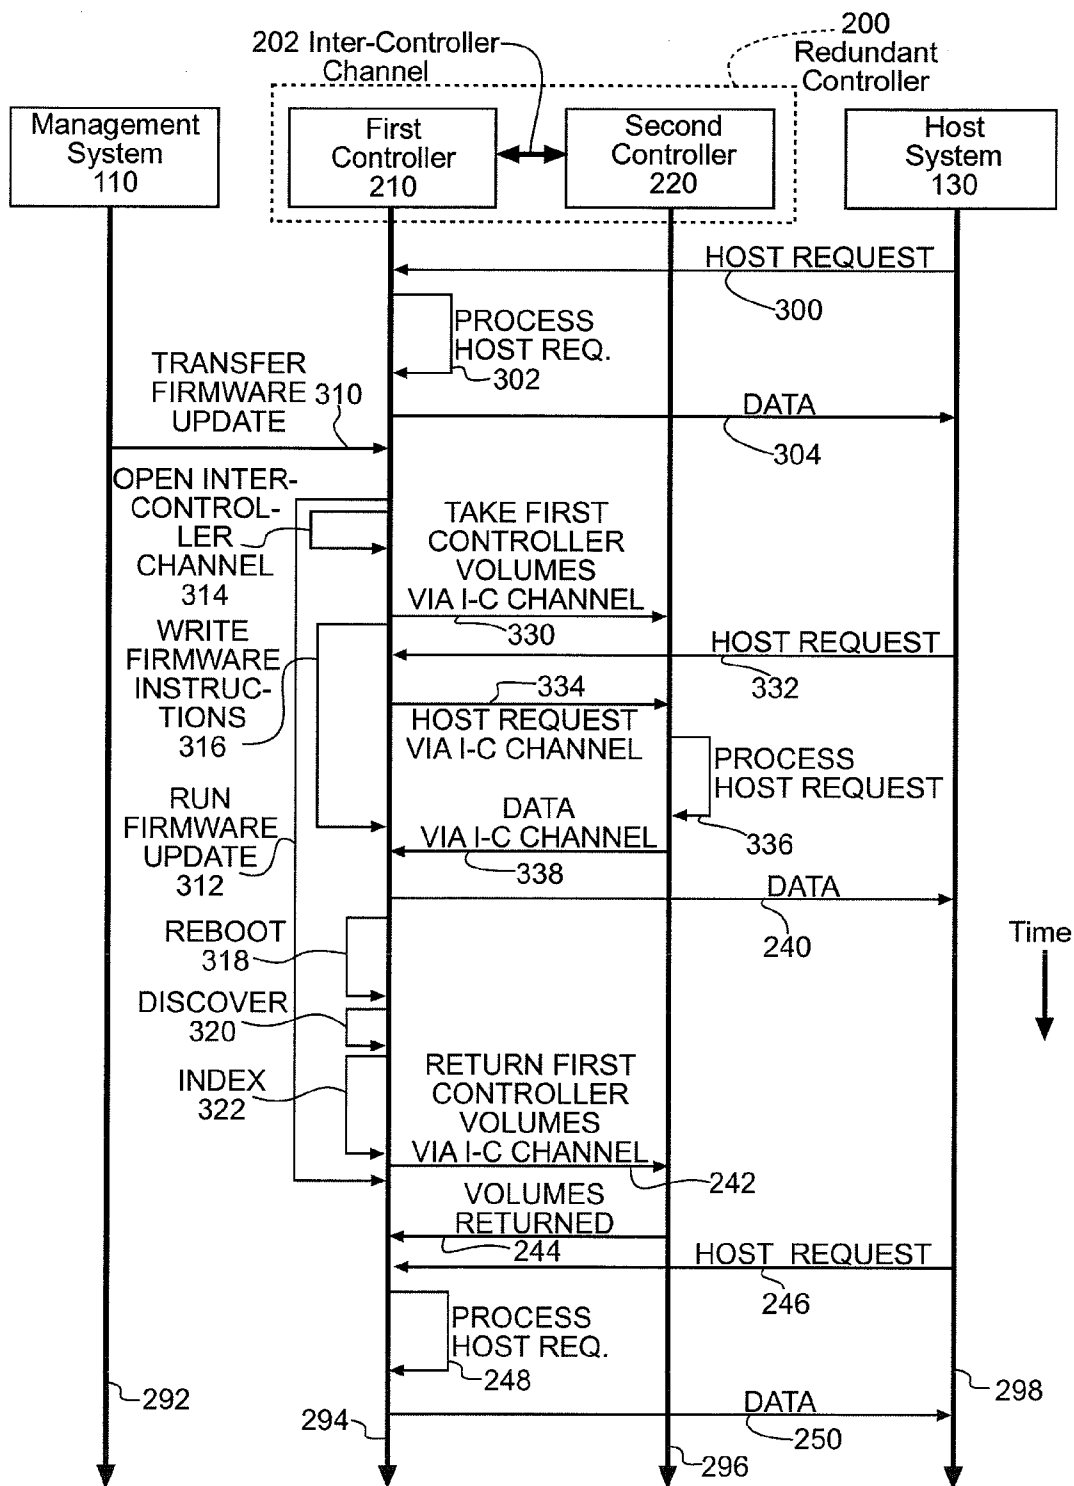 202 Inter-Controller
Channel
200
Redundant
Controller
Management
System
110
First
Controller
210
Second
Controller
220
Host
System
130
HOST REQUEST
300
PROCESS
HOST REQ.
302
TRANSFER
FIRMWARE
UPDATE
310
DATA
304
OPEN INTER-
CONTROL-
LER
CHANNEL
314
TAKE FIRST
CONTROLLER
VOLUMES
VIA I-C CHANNEL
330
WRITE
FIRMWARE
INSTRUC-
TIONS
316
HOST REQUEST
332
334
HOST REQUEST
VIA I-C CHANNEL
PROCESS
HOST REQUEST
336
RUN
FIRMWARE
UPDATE
312
DATA
VIA I-C CHANNEL
338
DATA
240
REBOOT
318
Time
DISCOVER
320
INDEX
322
RETURN FIRST
CONTROLLER
VOLUMES
VIA I-C CHANNEL
242
VOLUMES
RETURNED
244
HOST REQUEST
246
PROCESS
HOST REQ.
248
292
298
DATA
250
294
296